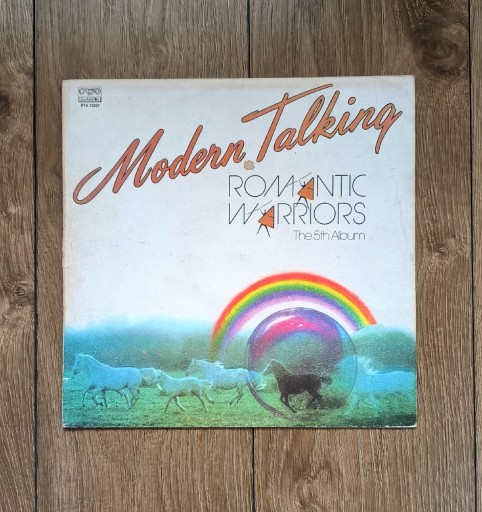 Modern Talking
ROMANTIC
WARRIORS
The 5th Album